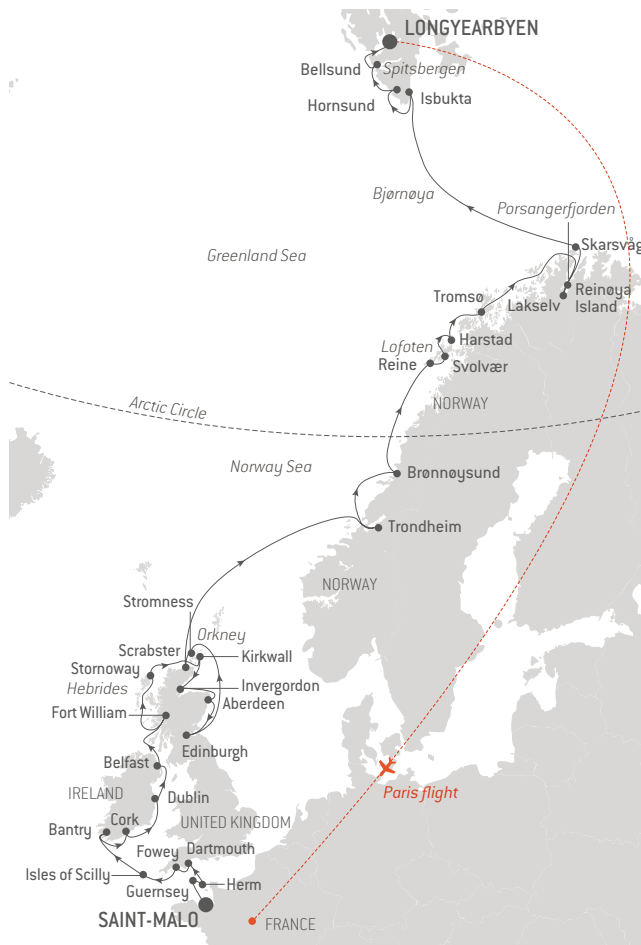 LONGYEARBYEN
Bellsund
Spitsbergen
Isbukta
Hornsund
Bjørnøya
Porsangerfjorden
Skarsvåg
Greenland Sea
Reinøya
Island
Tromsø
Lakselv
Harstad
Lofoten
Reine
Svolvær
NORWAY
Arctic Circle
Norway Sea
Brønnøysund
Trondheim
NORWAY
Stromness
Orkney
Scrabster
Kirkwall
Stornoway
Invergordon
Hebrides
Aberdeen
Fort William
Edinburgh
Belfast
Paris flight
IRELAND
Dublin
Cork
UNITED KINGDOM
Bantry
Dartmouth
Fowey
Isles of Scilly
Herm
Guernsey
SAINT-MALO
FRANCE